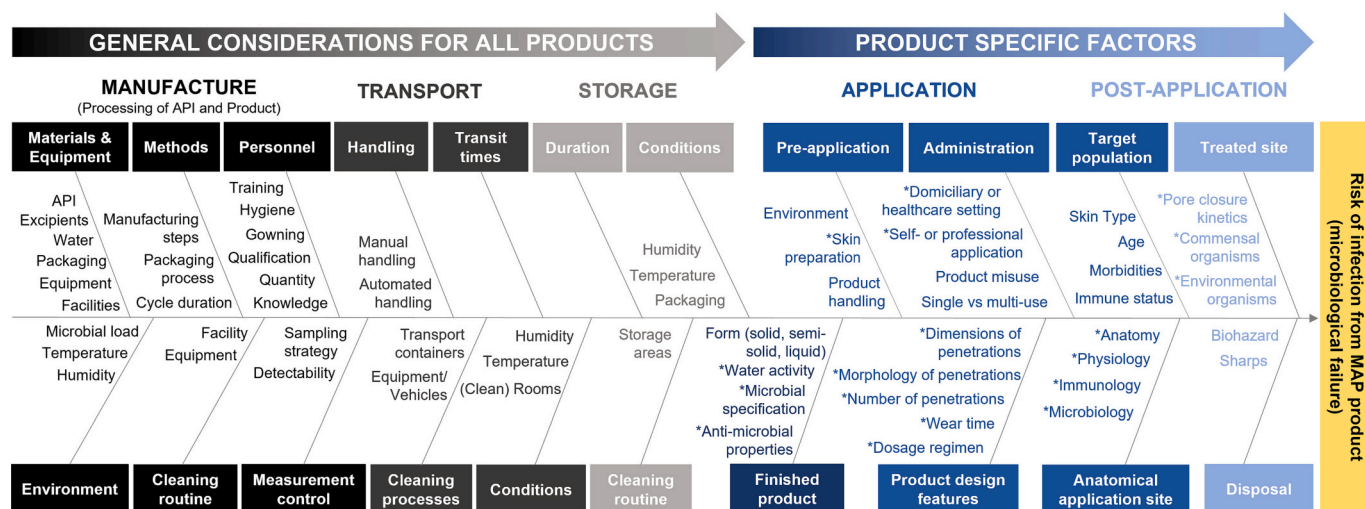 GENERAL CONSIDERATIONS FOR ALL PRODUCTS
PRODUCT SPECIFIC FACTORS
MANUFACTURE
(Processing of API and Product)
TRANSPORT
STORAGE
APPLICATION
POST-APPLICATION
Materials &
Equipment
Methods
Personnel
Handling
Transit
times
Duration
Conditions
Pre-application
Administration
Target
population
Treated site
API
Excipients
Water
Packaging
Equipment
Facilities
Manufacturing
steps
Packaging
process
Cycle duration
Training
Hygiene
Gowning
Qualification
Quantity
Knowledge
Manual
handling
Automated
handling
Humidity
Temperature
Packaging
Environment
*Skin
preparation
Product
handling
*Domiciliary or
healthcare setting
*Self- or professional
application
Product misuse
Single vs multi-use
Skin Type
Age
Morbidities
Immune status
*Pore closure
kinetics
*Commensal
organisms
*Environmental
organisms
Microbial load
Temperature
Humidity
Facility
Equipment
Sampling
strategy
Detectability
Transport
containers
Equipment/
Vehicles
Humidity
Temperature
(Clean) Rooms
Storage
areas
Form (solid, semi-
solid, liquid)
*Water activity
*Microbial
specification
*Anti-microbial
properties
*Dimensions of
penetrations
*Morphology of penetrations
*Number of penetrations
*Wear time
*Dosage regimen
*Anatomy
*Physiology
*Immunology
*Microbiology
Biohazard
Sharps
Environment
Cleaning
routine
Measurement
control
Cleaning
processes
Conditions
Cleaning
routine
Finished
product
Product design
features
Anatomical
application site
Disposal
Risk of infection from MAP product
(microbiological failure)